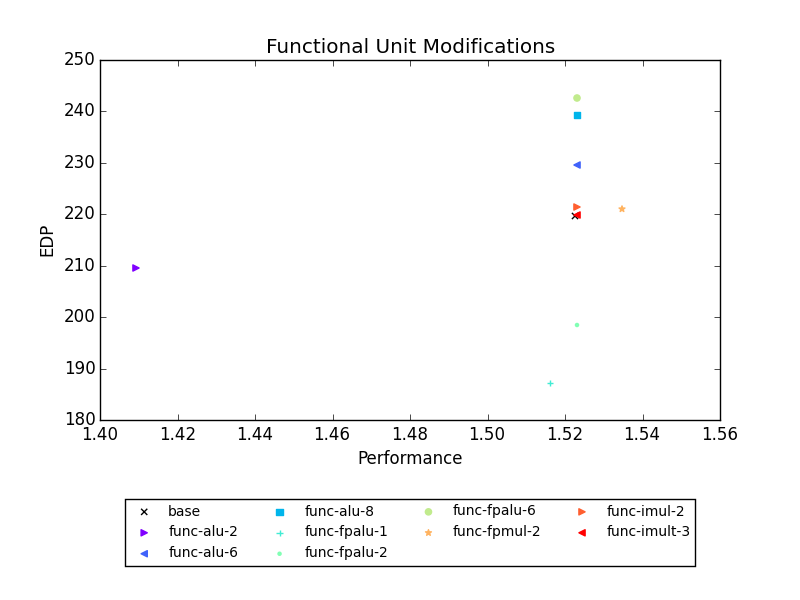 Functional Unit Modifications
250
240
230
220
210
200
190
180
EDP
1.40 1.42 1.44 1.46 1.48 1.50 1.52 1.54 1.56
Performance
base func-alu-8 func-fpalu-6 func-imul-2
func-alu-2 func-fpalu-1 func-fpmul-2 func-imult-3
func-alu-6 func-fpalu-2